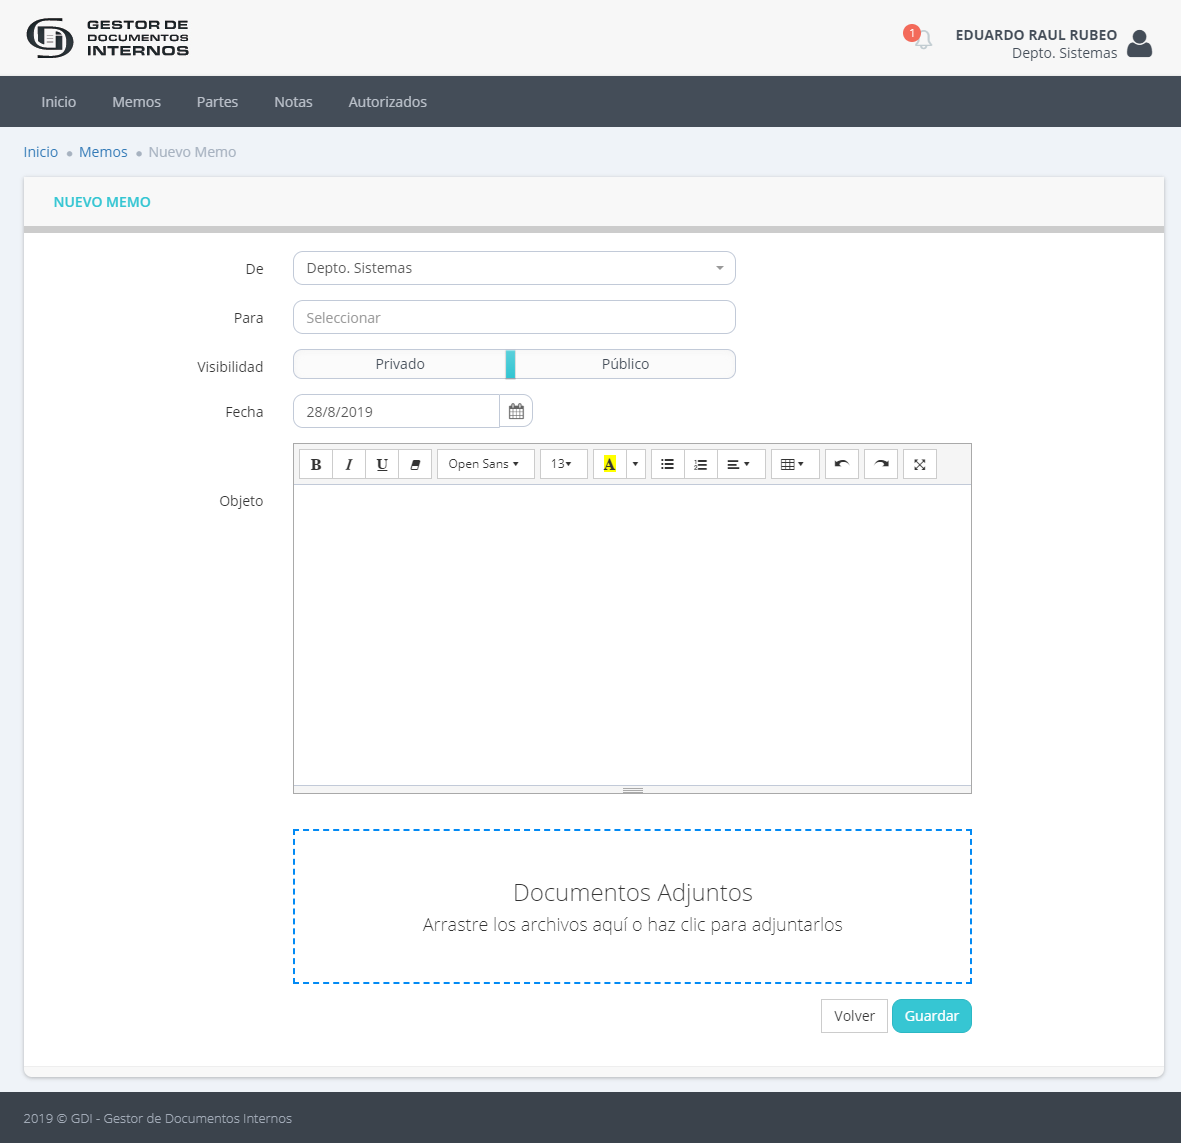 GESTOR DE
DOCUMENTOS
INTERNOS
1
EDUARDO RAUL RUBEO
Depto. Sistemas
Inicio Memos Partes Notas Autorizados
Inicio Memos Nuevo Memo
NUEVO MEMO
De Depto. Sistemas
Para Seleccionar
Visibilidad Privado Público
Fecha 28/8/2019
B I U Open Sans 13 A
Objeto
Documentos Adjuntos
Arrastre los archivos aquí o haz clic para adjuntarlos
Volver Guardar
2019 © GDI - Gestor de Documentos Internos